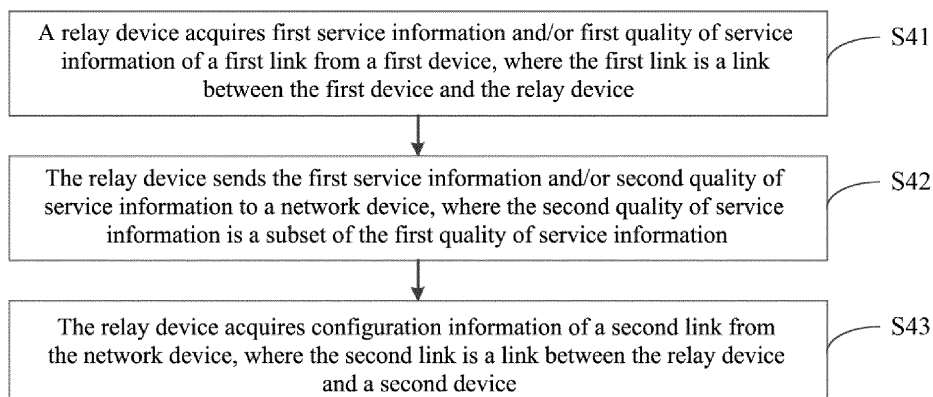 A relay device acquires first service information and/or first quality of service
information of a first link from a first device, where the first link is a link
between the first device and the relay device
S41
The relay device sends the first service information and/or second quality of
service information to a network device, where the second quality of service
information is a subset of the first quality of service information
S42
The relay device acquires configuration information of a second link from
the network device, where the second link is a link between the relay device
and a second device
S43